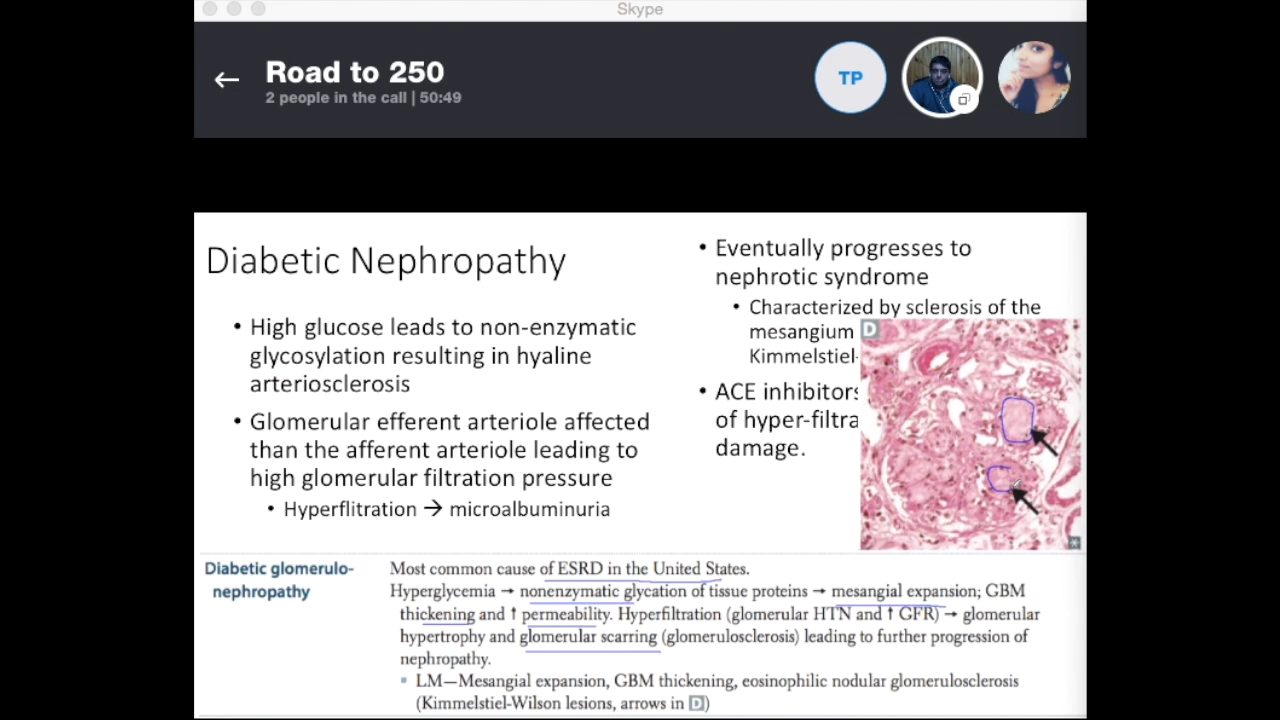 Skype
Road to 250
2 people in the call | 50:49
TP
Diabetic Nephropathy
• High glucose leads to non-enzymatic
glycosylation resulting in hyaline
arteriosclerosis
• Glomerular efferent arteriole affected
than the afferent arteriole leading to
high glomerular filtration pressure
• Hyperflitration → microalbuminuria
• Eventually progresses to
nephrotic syndrome
• Characterized by sclerosis of the
mesangium
Kimmelstiel-
• ACE inhibitors
of hyper-filtra
damage.
D
Diabetic glomerulo-
nephropathy
Most common cause of ESRD in the United States.
Hyperglycemia → nonenzymatic glycation of tissue proteins → mesangial expansion; GBM
thickening and ↑ permeability. Hyperfiltration (glomerular HTN and ↑ GFR) → glomerular
hypertrophy and glomerular scarring (glomerulosclerosis) leading to further progression of
nephropathy.
▪ LM—Mesangial expansion, GBM thickening, eosinophilic nodular glomerulosclerosis
(Kimmelstiel-Wilson lesions, arrows in D)